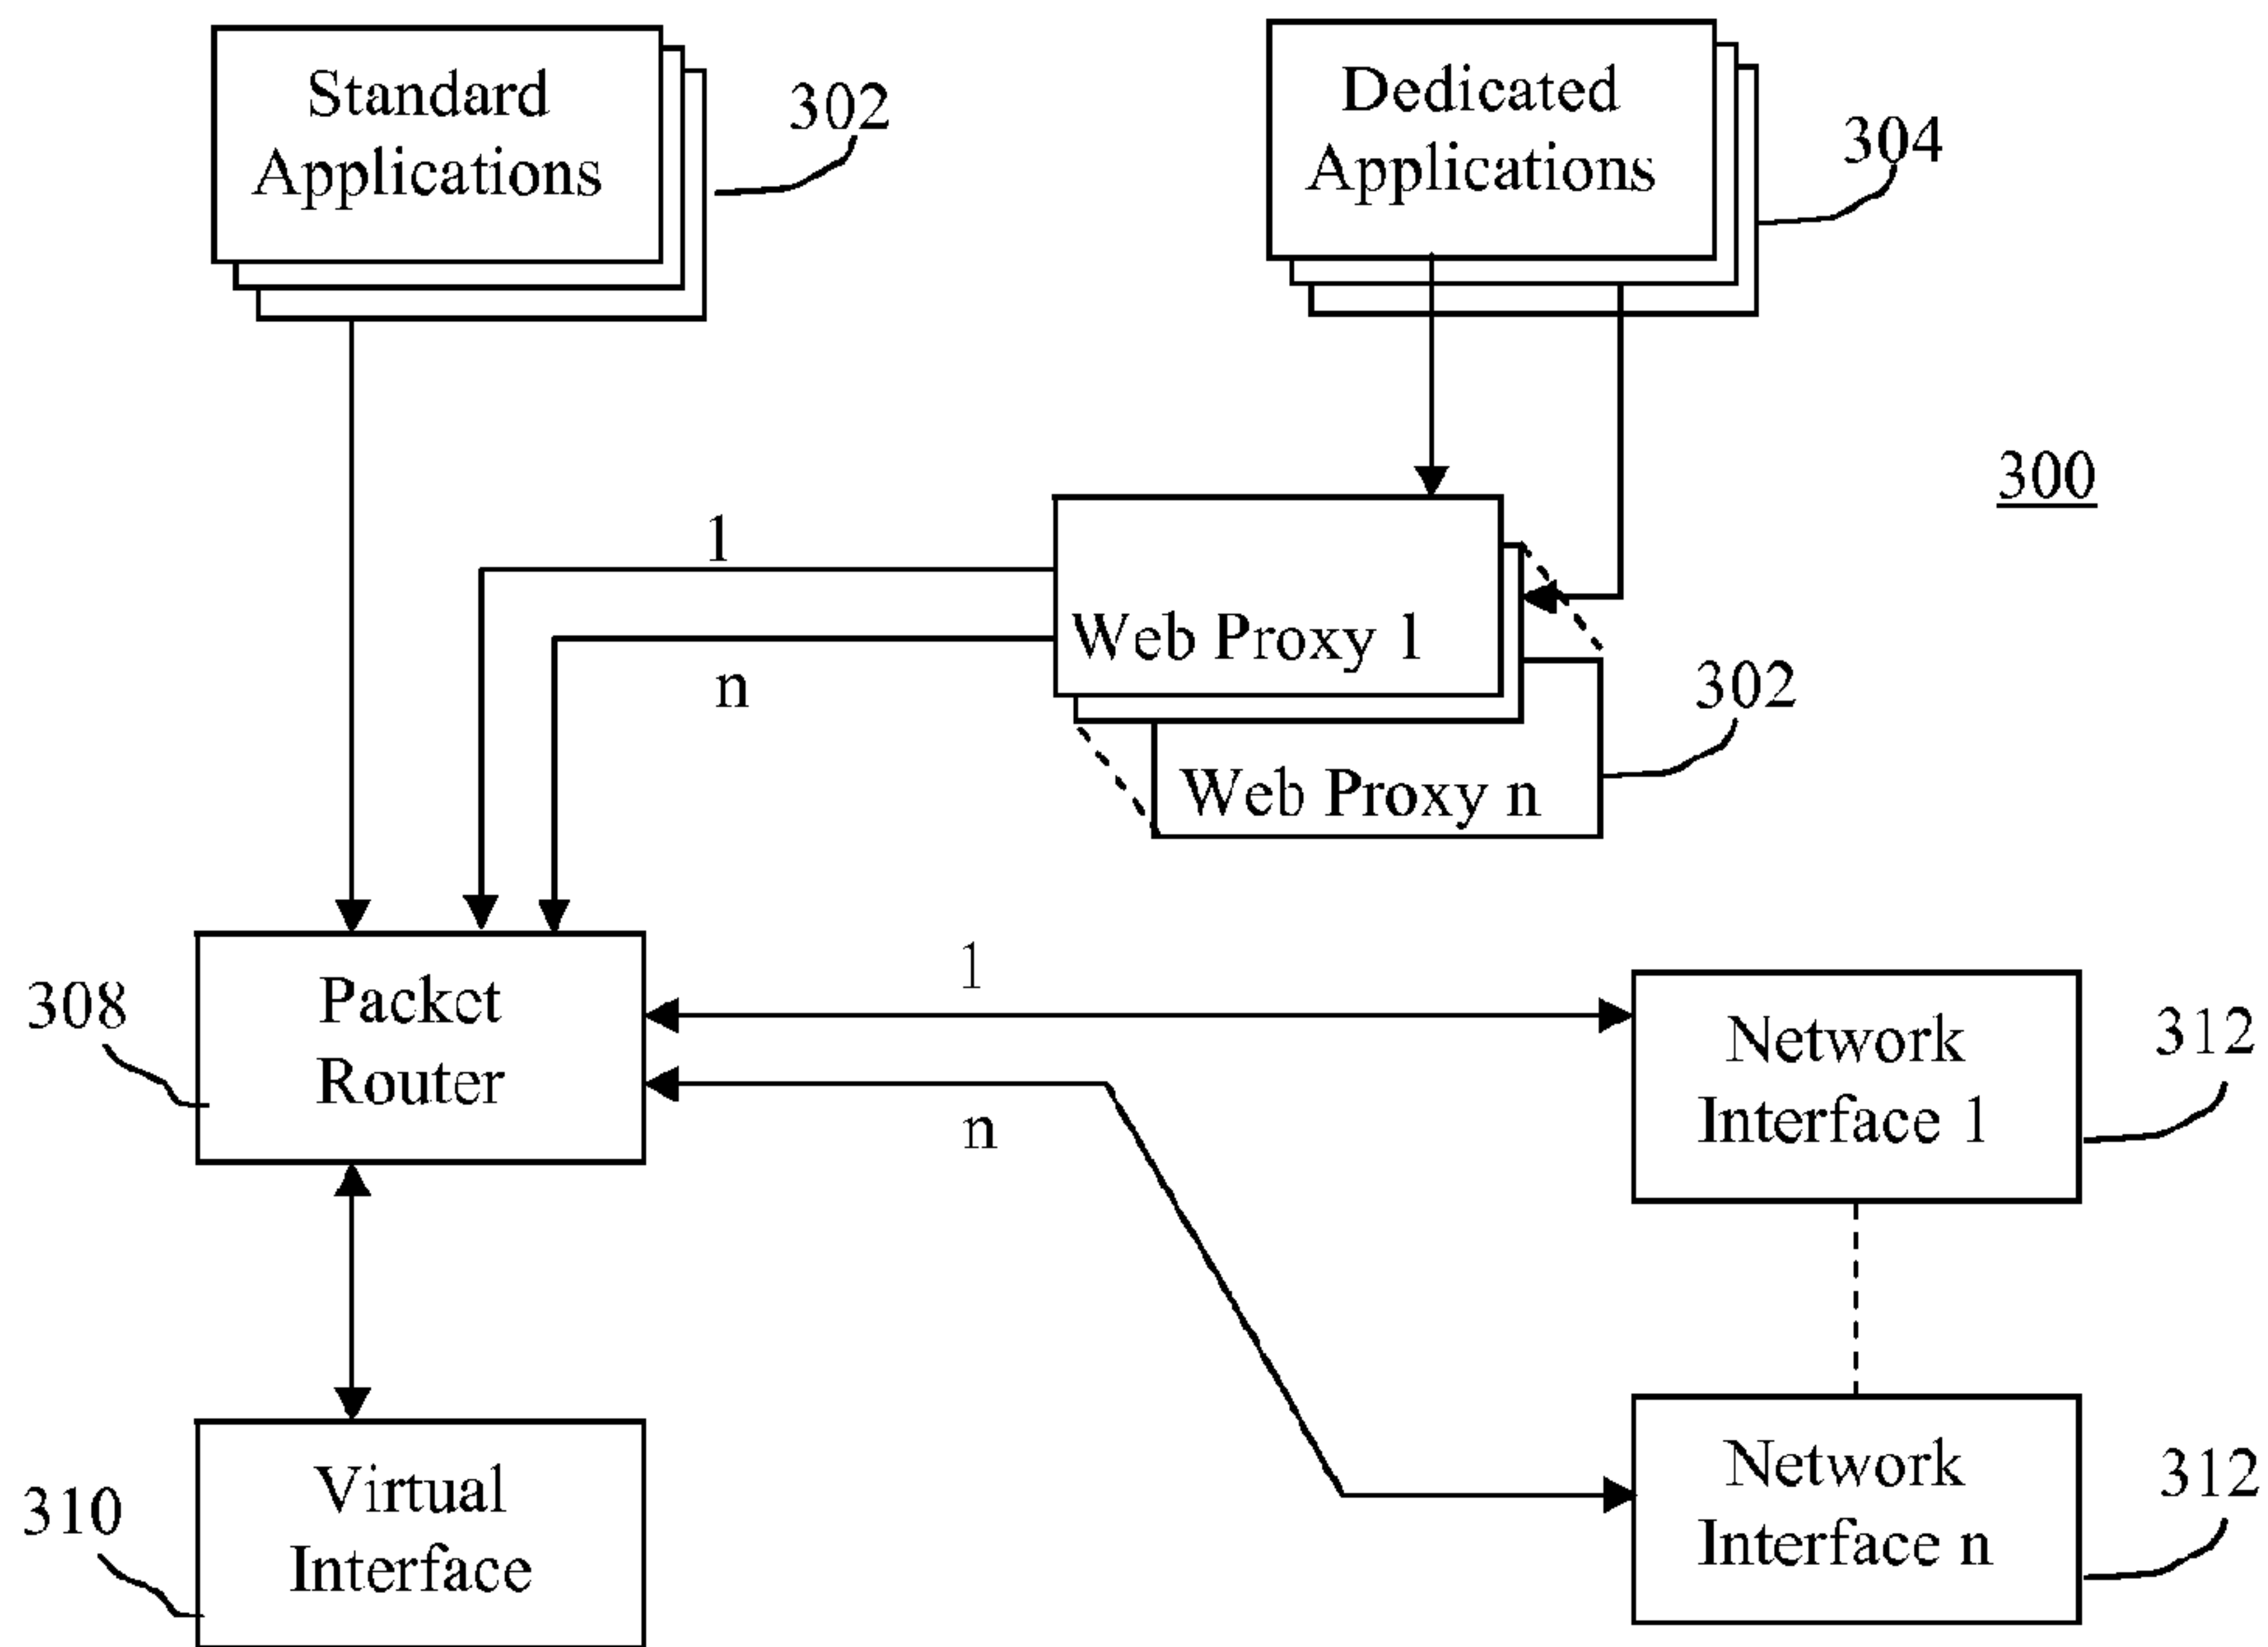 Standard
Applications
302
Dedicated
Applications
304
300
1
n
Web Proxy 1
302
Web Proxy n
308
Packet
Router
1
n
Network
Interface 1
312
310
Virtual
Interface
Network
Interface n
312